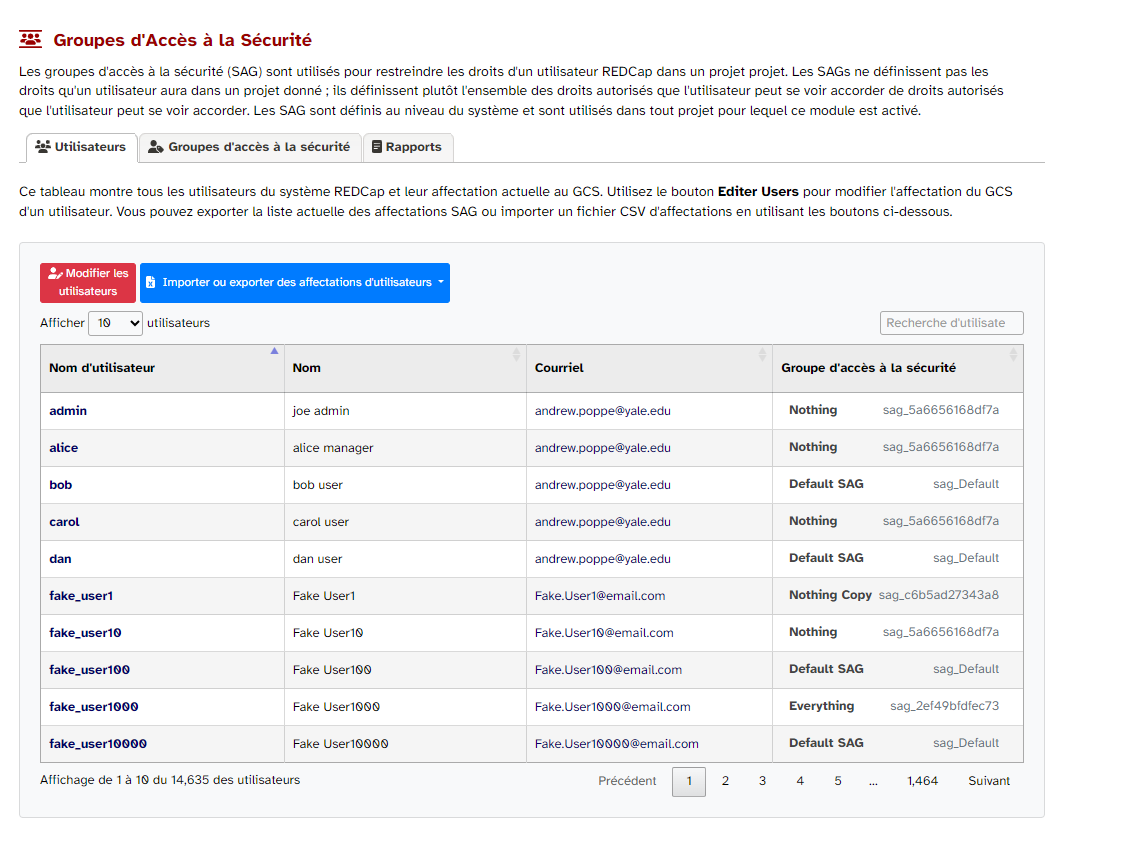 Groupes d'Accès à la Sécurité
Les groupes d'accès à la sécurité (SAG) sont utilisés pour restreindre les droits d'un utilisateur REDCap dans un projet projet. Les SAGs ne définissent pas les
droits qu'un utilisateur aura dans un projet donné ; ils définissent plutôt l'ensemble des droits autorisés que l'utilisateur peut se voir accorder de droits autorisés
que l'utilisateur peut se voir accorder. Les SAG sont définis au niveau du système et sont utilisés dans tout projet pour lequel ce module est activé.
Utilisateurs Groupes d'accès à la sécurité Rapports
Ce tableau montre tous les utilisateurs du système REDCap et leur affectation actuelle au GCS. Utilisez le bouton Editer Users pour modifier l'affectation du GCS
d'un utilisateur. Vous pouvez exporter la liste actuelle des affectations SAG ou importer un fichier CSV d'affectations en utilisant les boutons ci-dessous.
Modifier les
utilisateurs
Importer ou exporter des affectations d'utilisateurs
Afficher 10 utilisateurs Recherche d'utilisate
Nom d'utilisateur Nom Courriel Groupe d'accès à la sécurité
admin joe admin andrew.poppe@yale.edu Nothing sag_5a6656168df7a
alice alice manager andrew.poppe@yale.edu Nothing sag_5a6656168df7a
bob bob user andrew.poppe@yale.edu Default SAG sag_Default
carol carol user andrew.poppe@yale.edu Nothing sag_5a6656168df7a
dan dan user andrew.poppe@yale.edu Default SAG sag_Default
fake_user1 Fake User1 Fake.User1@email.com Nothing Copy sag_c6b5ad27343a8
fake_user10 Fake User10 Fake.User10@email.com Nothing sag_5a6656168df7a
fake_user100 Fake User100 Fake.User100@email.com Default SAG sag_Default
fake_user1000 Fake User1000 Fake.User1000@email.com Everything sag_2ef49bfdfec73
fake_user10000 Fake User10000 Fake.User10000@email.com Default SAG sag_Default
Affichage de 1 à 10 du 14,635 des utilisateurs Précédent 1 2 3 4 5 ... 1,464 Suivant